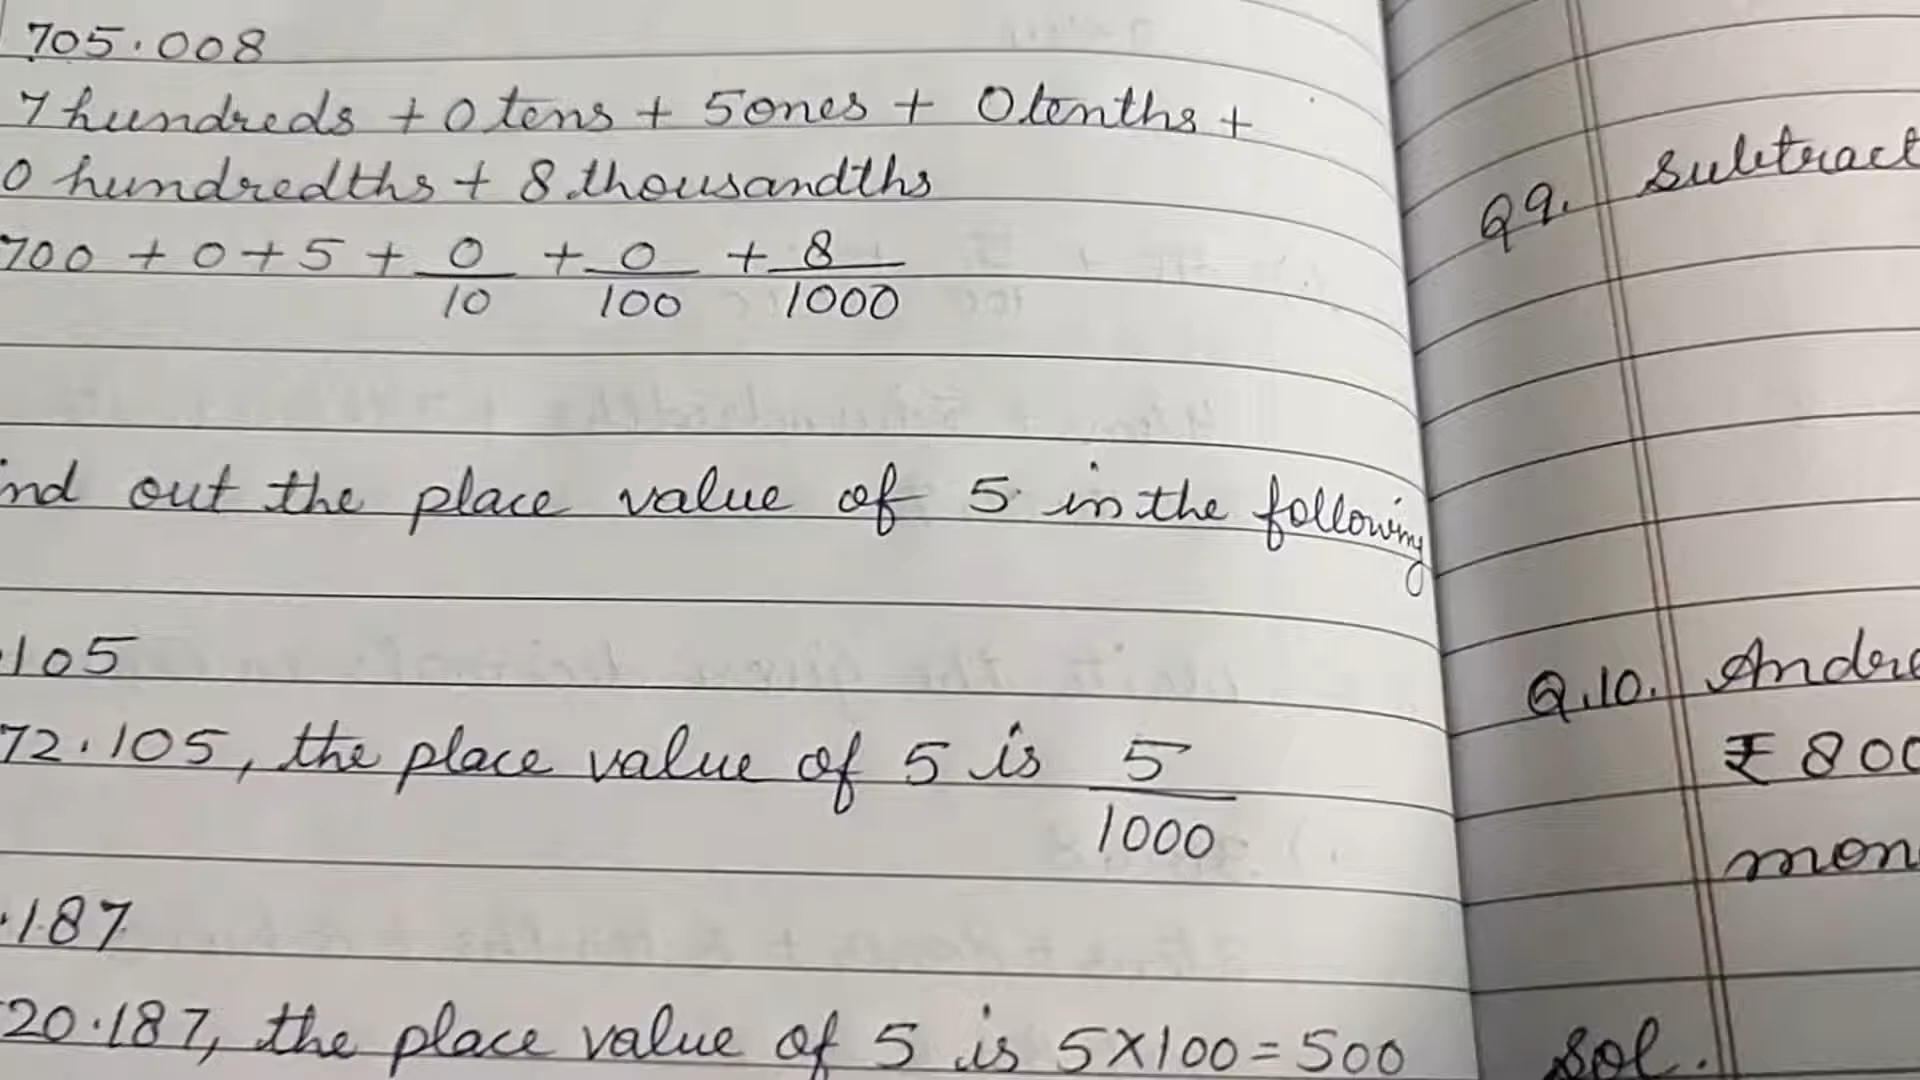 705.008
7 hundreds + 0 tens + 5 ones + 0 tenths +
0 hundredths + 8 thousandths
700 + 0 + 5 + 0/10 + 0/100 + 8/1000
ind out the place value of 5 in the following
.105
72.105, the place value of 5 is 5/1000
.187
20.187, the place value of 5 is 5×100=500
Q9. Subtract
Q.10. Andre
₹800
mon
Sol.